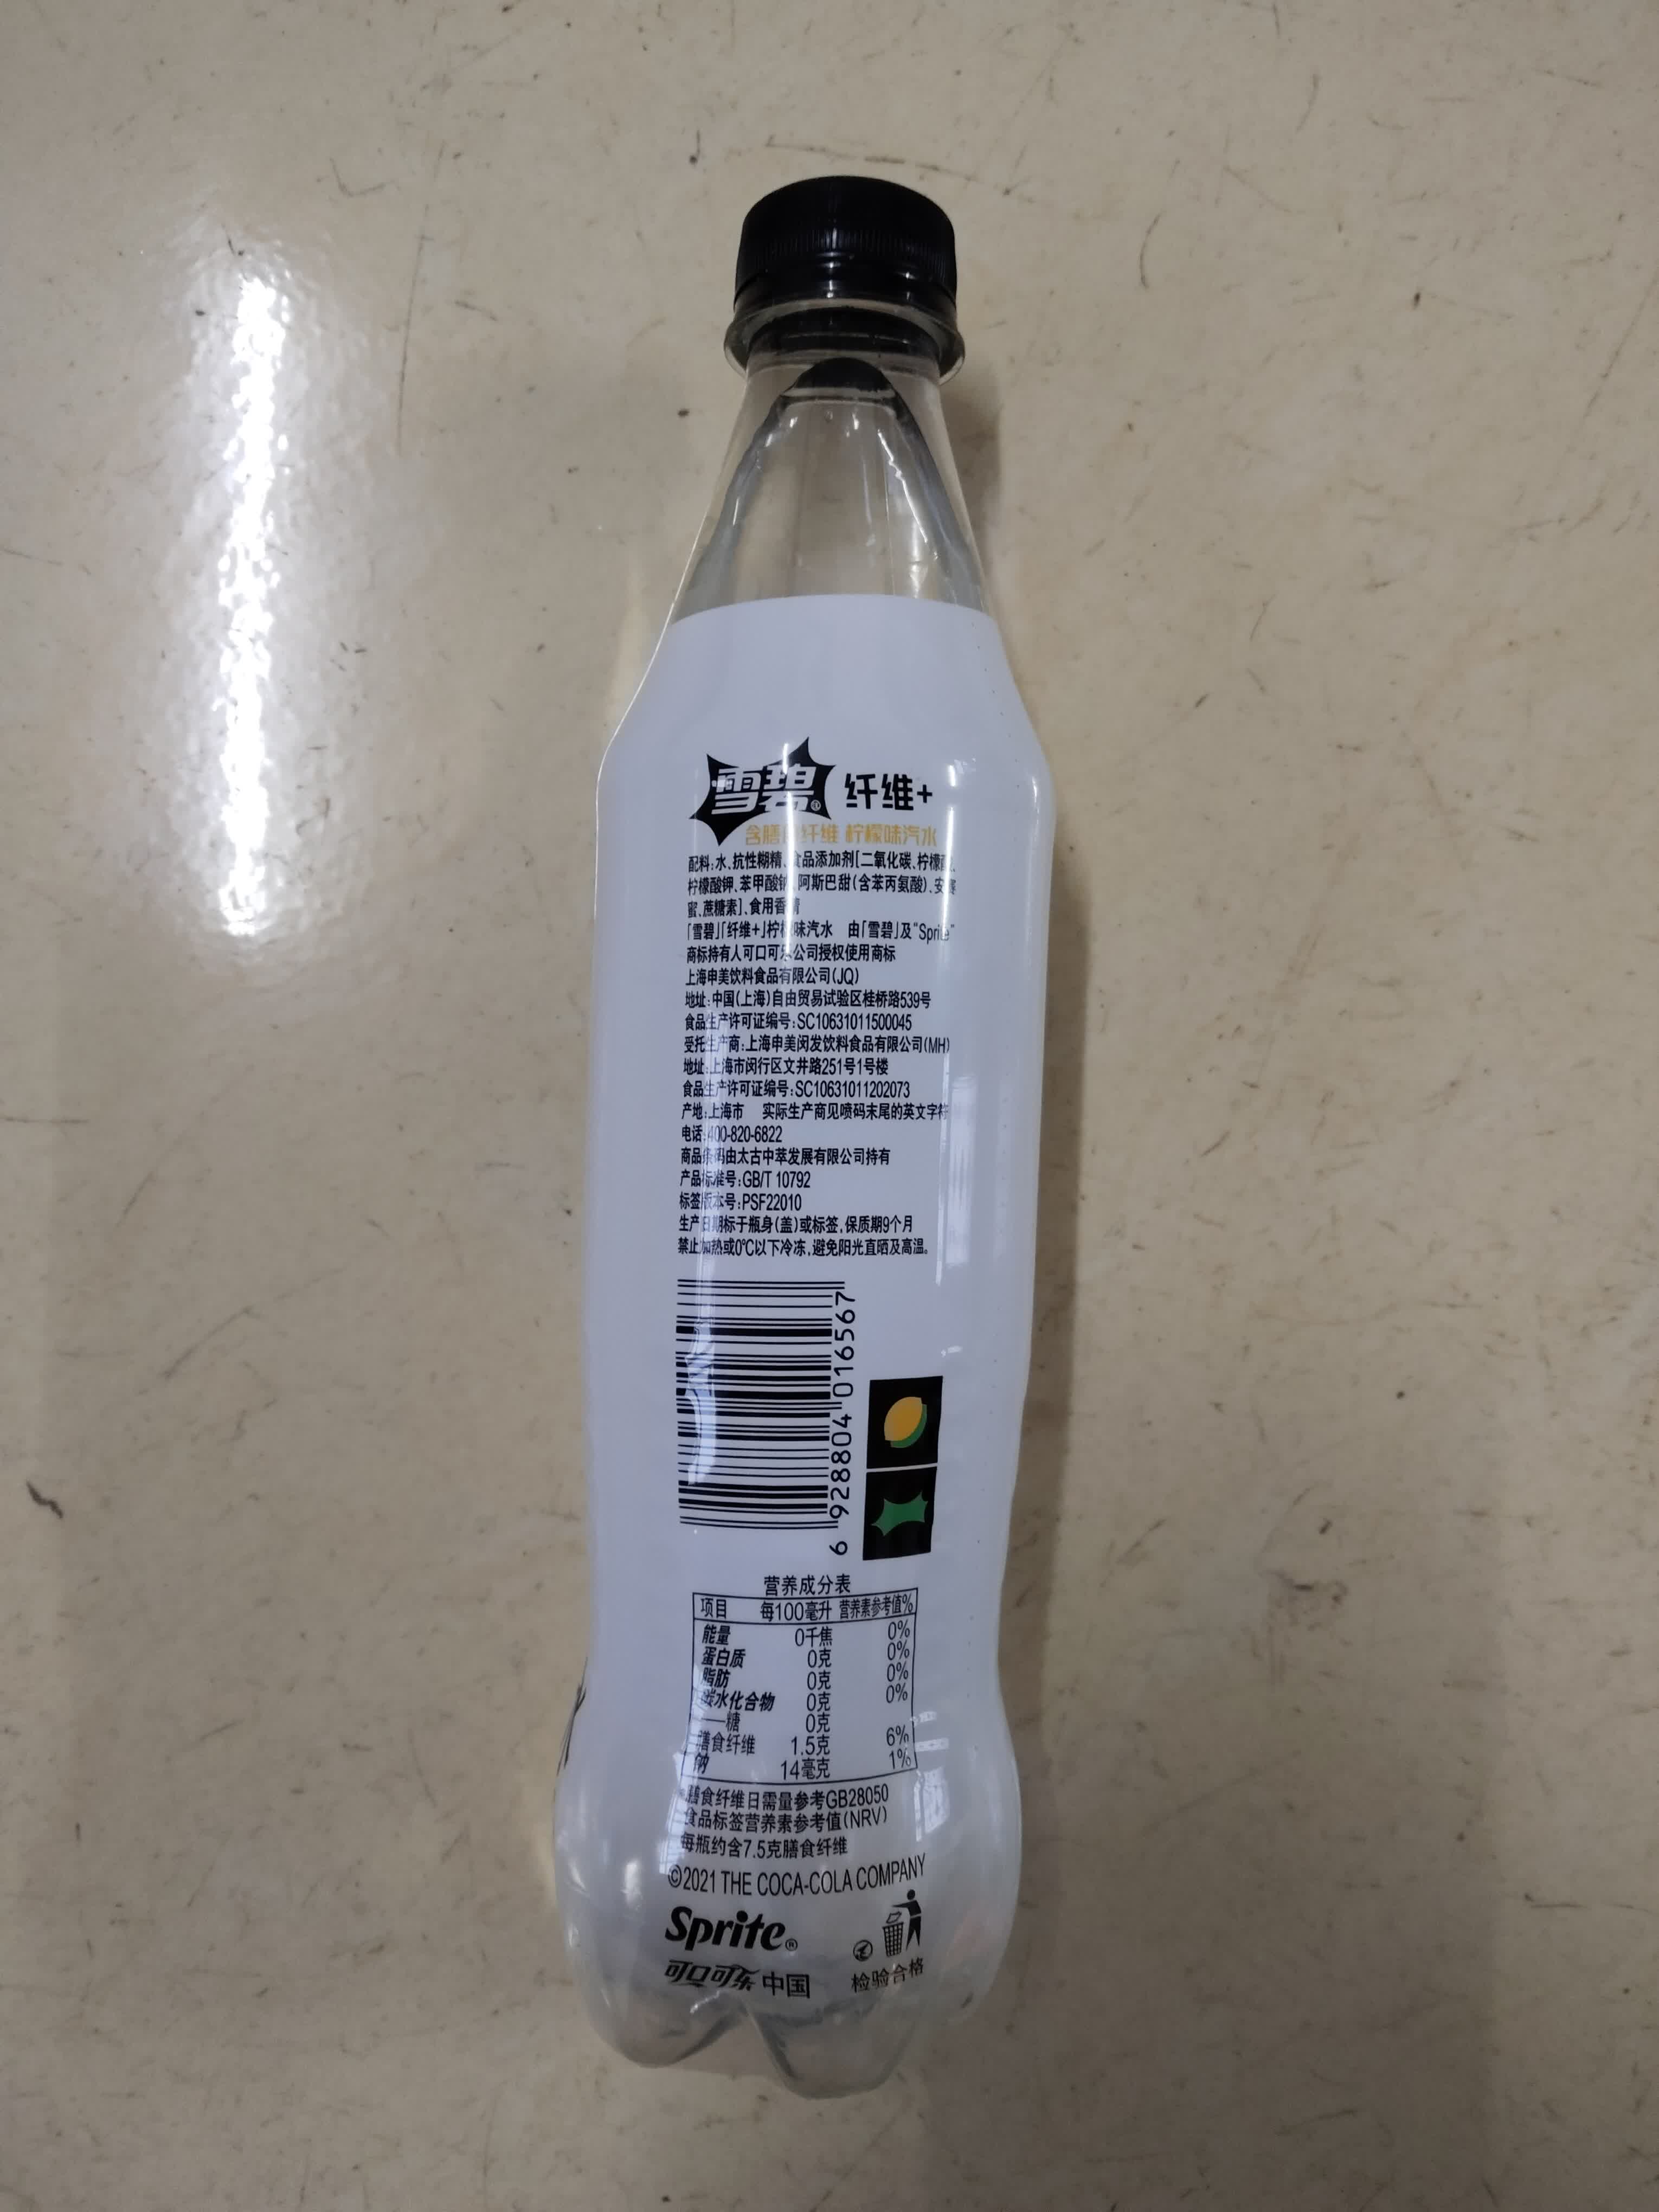 雪碧® 纤维+
含膳食纤维 柠檬味汽水
配料:水、抗性糊精、食品添加剂[二氧化碳、柠檬酸、
柠檬酸钾、苯甲酸钠、阿斯巴甜(含苯丙氨酸)、安赛
蜜、蔗糖素]、食用香精
「雪碧」「纤维+」柠檬味汽水 由「雪碧」及"Sprite"
商标持有人可口可乐公司授权使用商标
上海申美饮料食品有限公司(JQ)
地址:中国(上海)自由贸易试验区桂桥路539号
食品生产许可证编号:SC10631011500045
受托生产商:上海申美闵发饮料食品有限公司(MH)
地址:上海市闵行区文井路251号1号楼
食品生产许可证编号:SC10631011202073
产地:上海市 实际生产商见喷码末尾的英文字符
电话:400-820-6822
商品条码由太古中萃发展有限公司持有
产品标准号:GB/T 10792
标签版本号:PSF22010
生产日期标于瓶身(盖)或标签,保质期9个月
禁止加热或0℃以下冷冻,避免阳光直晒及高温。
6 928804 016567
营养成分表
项目 每100毫升 营养素参考值%
能量 0千焦 0%
蛋白质 0克 0%
脂肪 0克 0%
碳水化合物 0克 0%
——糖 0克
膳食纤维 1.5克 6%
钠 14毫克 1%
膳食纤维日需量参考GB28050
食品标签营养素参考值(NRV)
每瓶约含7.5克膳食纤维
©2021 THE COCA-COLA COMPANY
Sprite®
可口可乐中国 检验合格